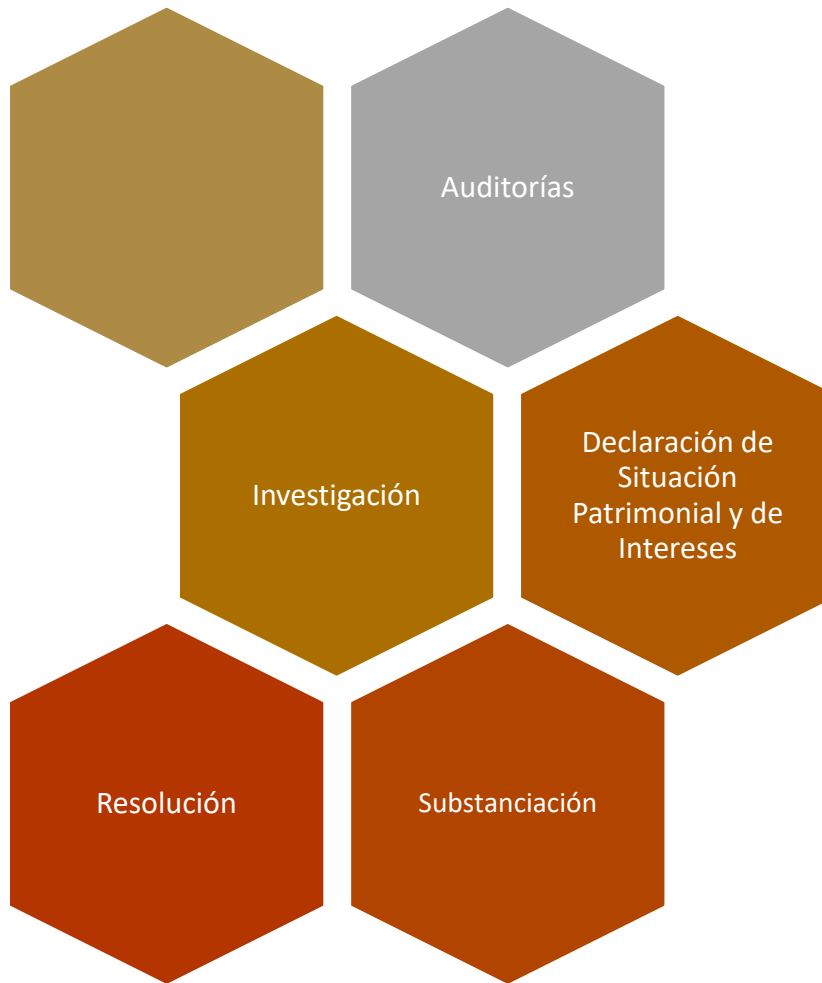 Auditorías
Investigación
Declaración de
Situación
Patrimonial y de
Intereses
Resolución
Substanciación